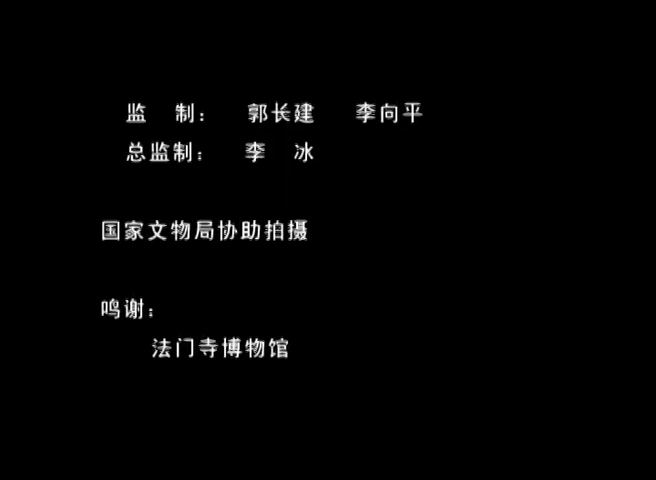 监 制： 郭长建 李向平
总监制： 李 冰
国家文物局协助拍摄
鸣谢：
法门寺博物馆